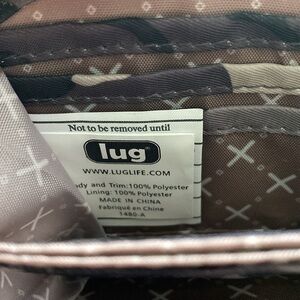 Not to be removed until
lug
WWW.LUGLIFE.COM
ody and Trim:100% Polyester
Lining: 100% Polyester
MADE IN CHINA
Fabriqué en Chine
1480-A